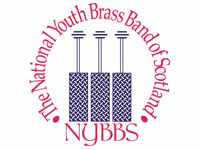 · The National Youth Brass Band of Scotland ·
NYBBS